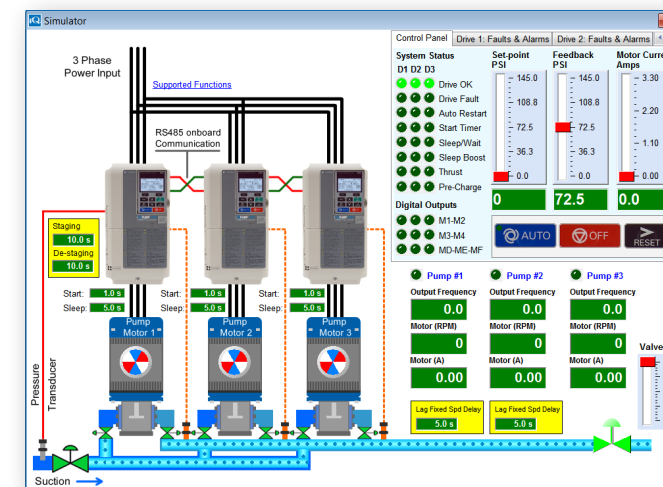 iQ Simulator
3 Phase
Power Input
Supported Functions
RS485 onboard
Communication
Staging
10.0 s
De-staging
10.0 s
Start: 1.0 s
Sleep: 5.0 s
Start: 1.0 s
Sleep: 5.0 s
Start: 1.0 s
Sleep: 5.0 s
Pump
Motor 1
Pump
Motor 2
Pump
Motor 3
Pressure
Transducer
Suction
Control Panel
Drive 1: Faults & Alarms
Drive 2: Faults & Alarms
System Status
D1 D2 D3
Drive OK
Drive Fault
Auto Restart
Start Timer
Sleep/Wait
Sleep Boost
Thrust
Pre-Charge
Digital Outputs
M1-M2
M3-M4
MD-ME-MF
Set-point
PSI
145.0
108.8
72.5
36.3
0.0
0
Feedback
PSI
145.0
108.8
72.5
36.3
0.0
72.5
Motor Curre
Amps
3.30
2.20
1.10
0.00
0.0
AUTO
OFF
RESET
Pump #1
Output Frequency
0.0
Motor (RPM)
0
Motor (A)
0.00
Lag Fixed Spd Delay
5.0 s
Pump #2
Output Frequency
0.0
Motor (RPM)
0
Motor (A)
0.00
Lag Fixed Spd Delay
5.0 s
Pump #3
Output Frequency
0.0
Motor (RPM)
0
Motor (A)
0.00
Valve